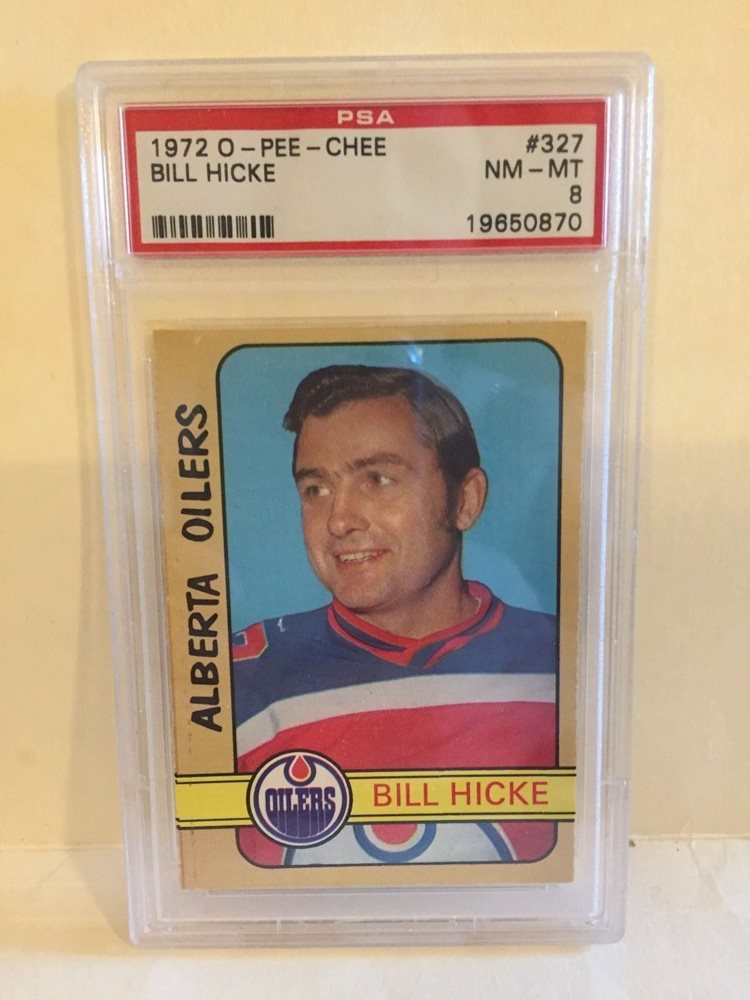 PSA
1972 O-PEE-CHEE #327
BILL HICKE NM-MT
8
19650870
ALBERTA OILERS
OILERS
BILL HICKE